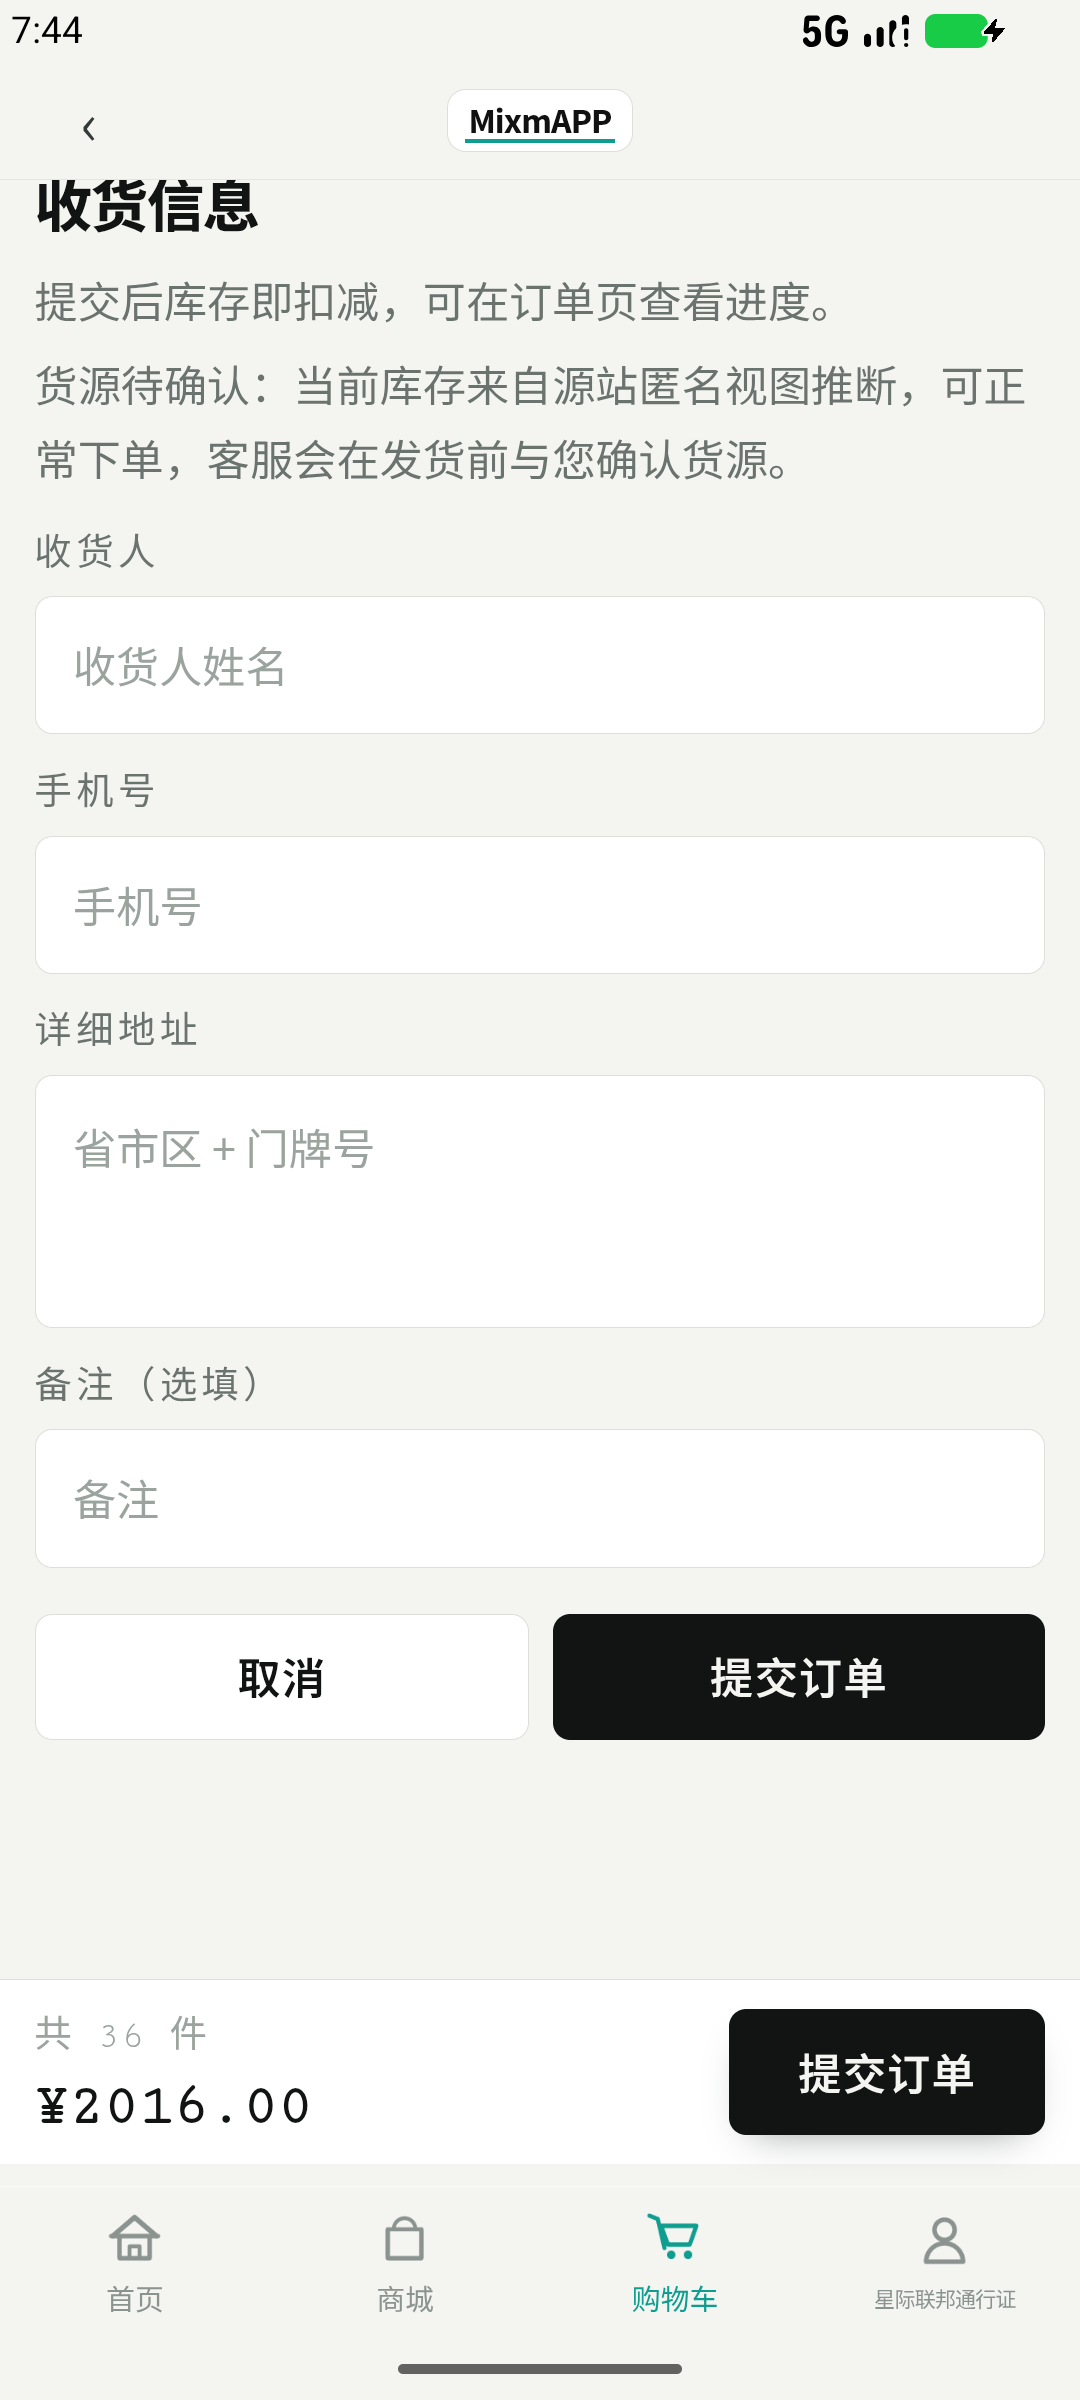 7:44
5G
‹
MixmAPP
收货信息
提交后库存即扣减，可在订单页查看进度。
货源待确认：当前库存来自源站匿名视图推断，可正
常下单，客服会在发货前与您确认货源。
收货人
收货人姓名
手机号
手机号
详细地址
省市区 + 门牌号
备注（选填）
备注
取消
提交订单
共 36 件
¥2016.00
提交订单
首页
商城
购物车
星际联邦通行证